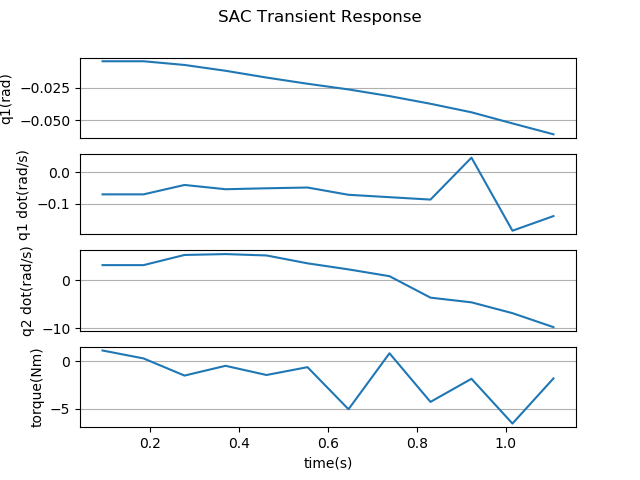 SAC Transient Response
q1(rad)
−0.025
−0.050
q1 dot(rad/s)
0.0
−0.1
q2 dot(rad/s)
0
−10
torque(Nm)
0
−5
0.2 0.4 0.6 0.8 1.0
time(s)